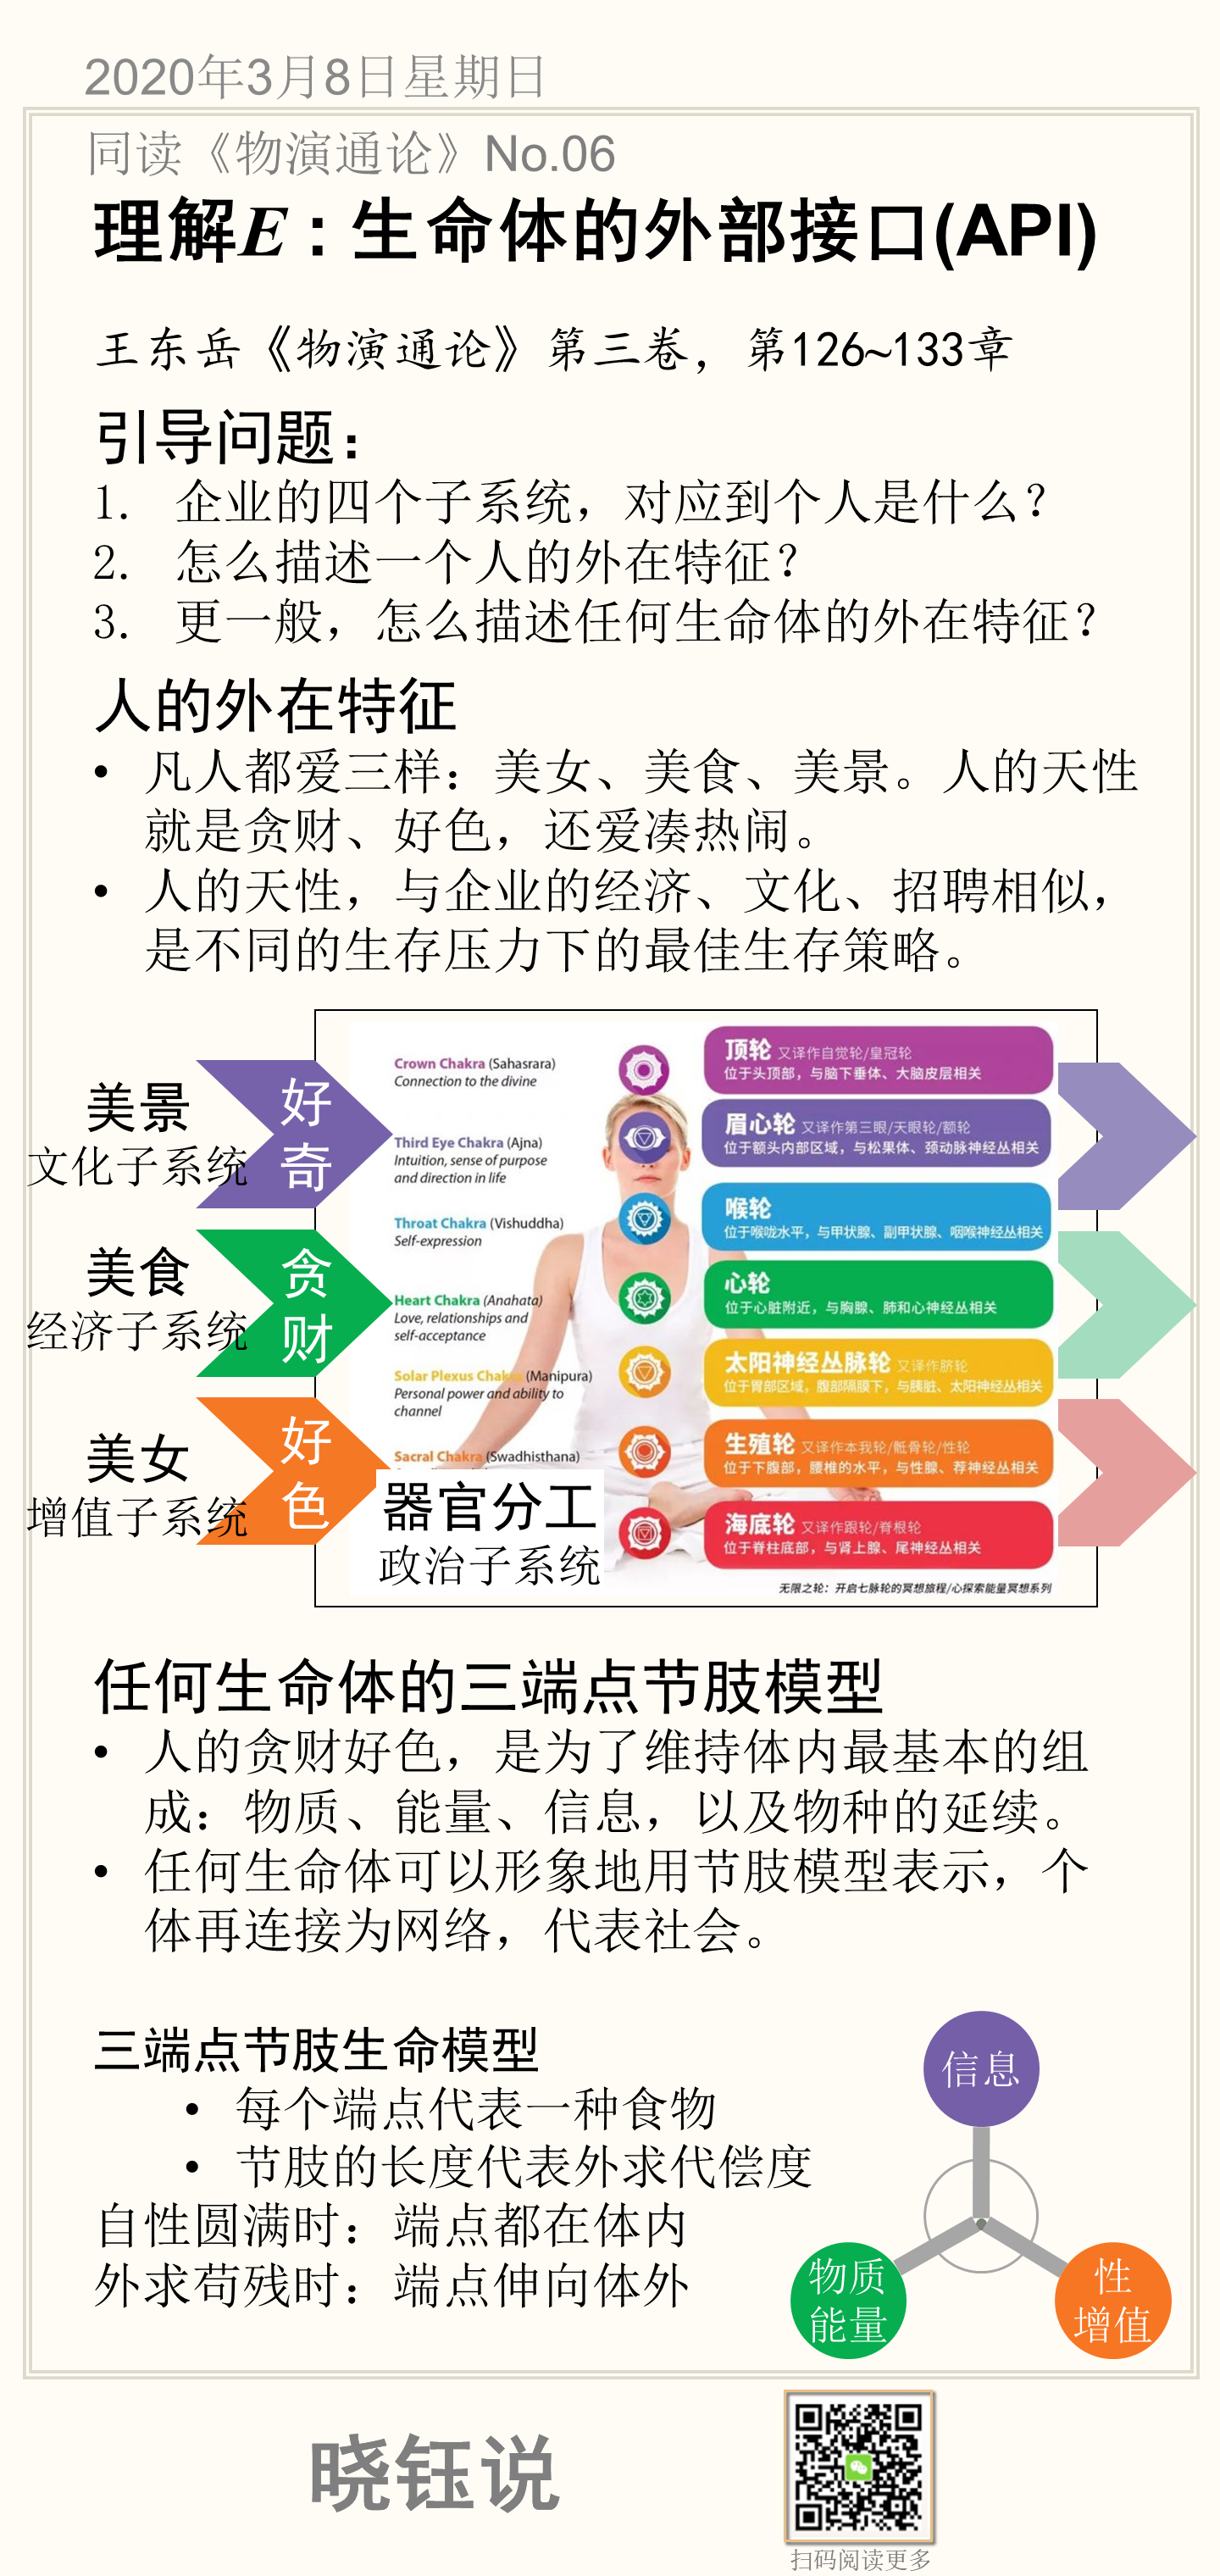 2020年3月8日星期日
同读《物演通论》No.06
理解E：生命体的外部接口(API)
王东岳《物演通论》第三卷，第126~133章
引导问题：
1. 企业的四个子系统，对应到个人是什么？
2. 怎么描述一个人的外在特征？
3. 更一般，怎么描述任何生命体的外在特征？
人的外在特征
• 凡人都爱三样：美女、美食、美景。人的天性
就是贪财、好色，还爱凑热闹。
• 人的天性，与企业的经济、文化、招聘相似，
是不同的生存压力下的最佳生存策略。
美景
文化子系统
好
奇
美食
经济子系统
贪
财
美女
增值子系统
好
色
Crown Chakra (Sahasrara)
Connection to the divine
Third Eye Chakra (Ajna)
Intuition, sense of purpose
and direction in life
Throat Chakra (Vishuddha)
Self-expression
Heart Chakra (Anahata)
Love, relationships and
self-acceptance
Solar Plexus Chakra (Manipura)
Personal power and ability to
channel
Sacral Chakra (Swadhisthana)
器官分工
政治子系统
顶轮 又译作自觉轮/皇冠轮
位于头顶部，与脑下垂体、大脑皮层相关
眉心轮 又译作第三眼/天眼轮/额轮
位于额头内部区域，与松果体、颈动脉神经丛相关
喉轮
位于喉咙水平，与甲状腺、副甲状腺、咽喉神经丛相关
心轮
位于心脏附近，与胸腺、肺和心神经丛相关
太阳神经丛脉轮 又译作脐轮
位于胃部区域，腹部隔膜下，与胰脏、太阳神经丛相关
生殖轮 又译作本我轮/骶骨轮/性轮
位于下腹部，腰椎的水平，与性腺、荐神经丛相关
海底轮 又译作跟轮/脊根轮
位于脊柱底部，与肾上腺、尾神经丛相关
无限之轮：开启七脉轮的冥想旅程/心探索能量冥想系列
任何生命体的三端点节肢模型
• 人的贪财好色，是为了维持体内最基本的组
成：物质、能量、信息，以及物种的延续。
• 任何生命体可以形象地用节肢模型表示，个
体再连接为网络，代表社会。
三端点节肢生命模型
• 每个端点代表一种食物
• 节肢的长度代表外求代偿度
自性圆满时：端点都在体内
外求苟残时：端点伸向体外
信息
物质
能量
性
增值
晓钰说
扫码阅读更多